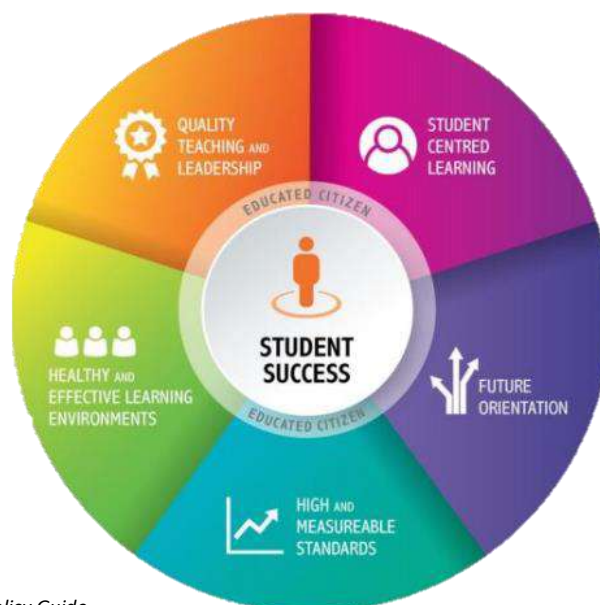 QUALITY
TEACHING AND
LEADERSHIP
STUDENT
CENTRED
LEARNING
EDUCATED CITIZEN
STUDENT
SUCCESS
HEALTHY AND
EFFECTIVE LEARNING
ENVIRONMENTS
FUTURE
ORIENTATION
EDUCATED CITIZEN
HIGH AND
MEASUREABLE
STANDARDS
Guide